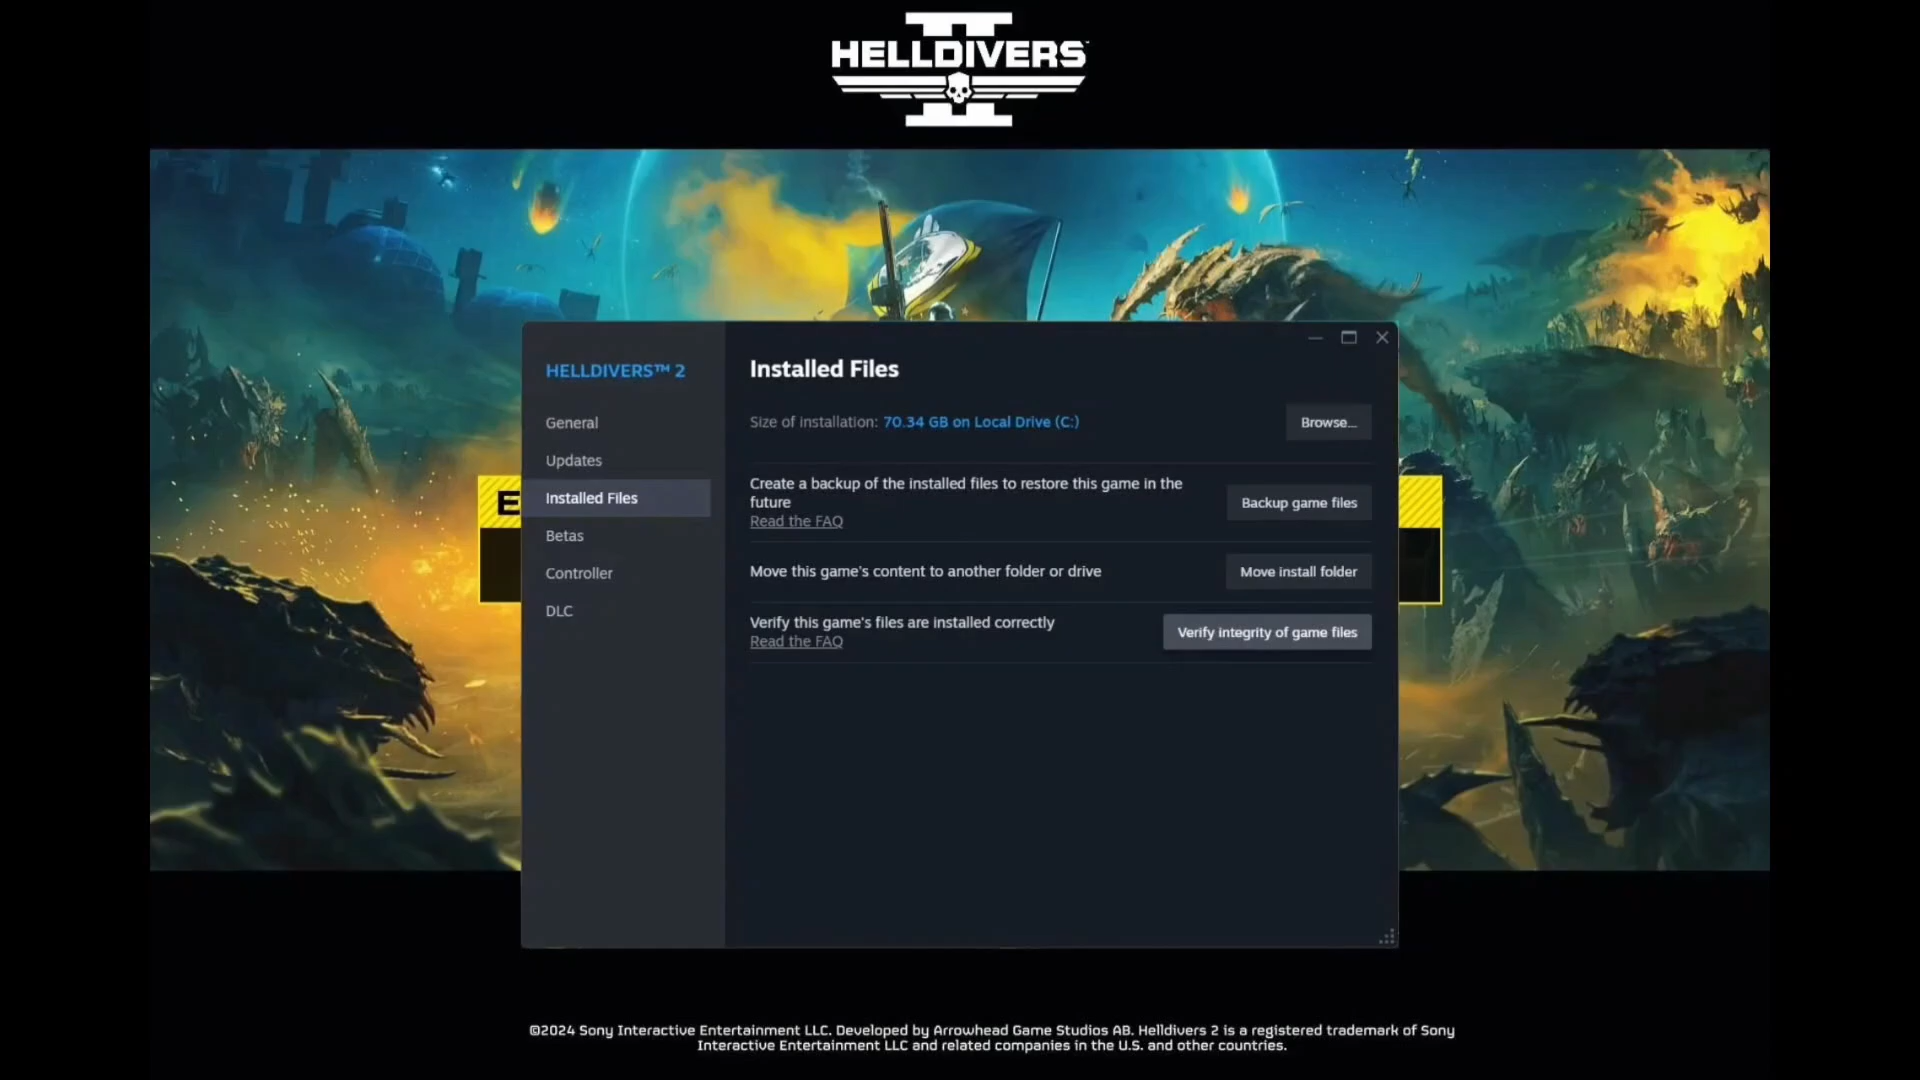 HELLDIVERS
HELLDIVERS™ 2
General
Updates
Installed Files
Betas
Controller
DLC
Installed Files
Size of installation: 70.34 GB on Local Drive (C:)
Browse...
Create a backup of the installed files to restore this game in the
future
Read the FAQ
Backup game files
Move this game's content to another folder or drive
Move install folder
Verify this game's files are installed correctly
Read the FAQ
Verify integrity of game files
©2024 Sony Interactive Entertainment LLC. Developed by Arrowhead Game Studios AB. Helldivers 2 is a registered trademark of Sony
Interactive Entertainment LLC and related companies in the U.S. and other countries.